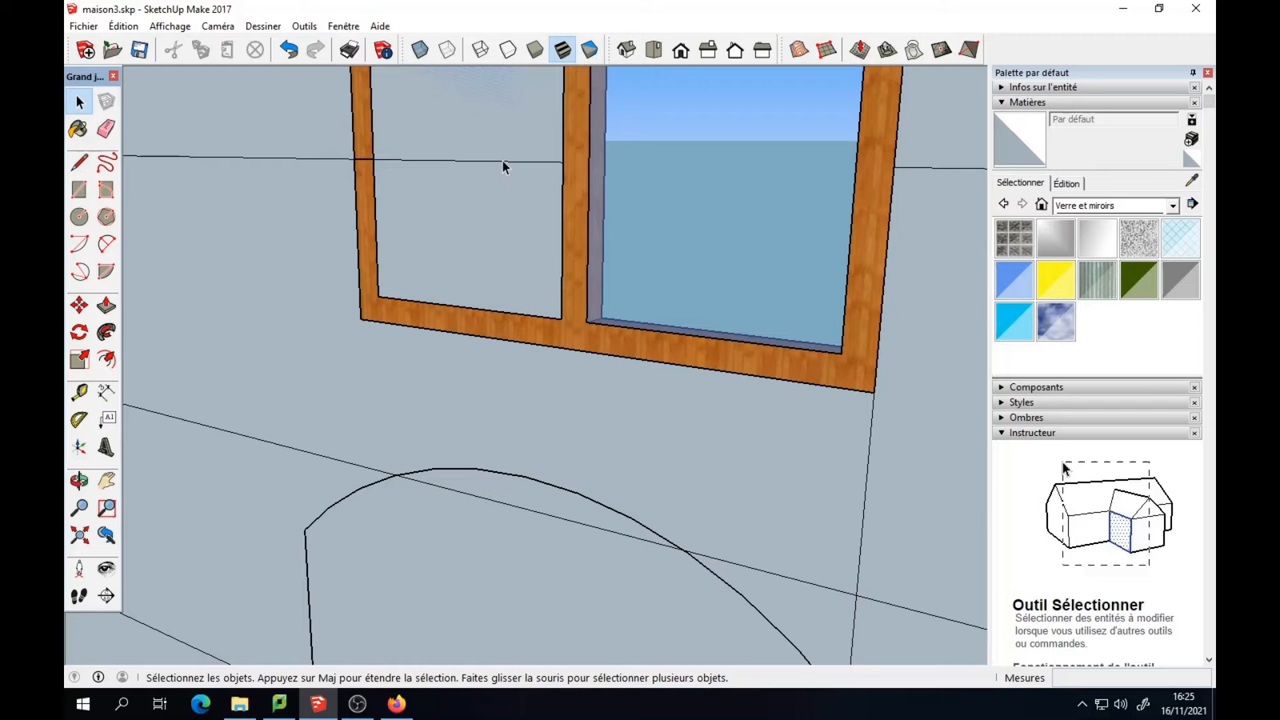 maison3.skp - SketchUp Make 2017
Fichier Édition Affichage Caméra Dessiner Outils Fenêtre Aide
Grand j...
Palette par défaut
Infos sur l'entité
Matières
Par défaut
Sélectionner Édition
Verre et miroirs
A1
Composants
Styles
Ombres
Instructeur
Outil Sélectionner
Sélectionner des entités à modifier
lorsque vous utilisez d'autres outils
ou commandes.
Sélectionnez les objets. Appuyez sur Maj pour étendre la sélection. Faites glisser la souris pour sélectionner plusieurs objets.
Mesures
16:25
16/11/2021